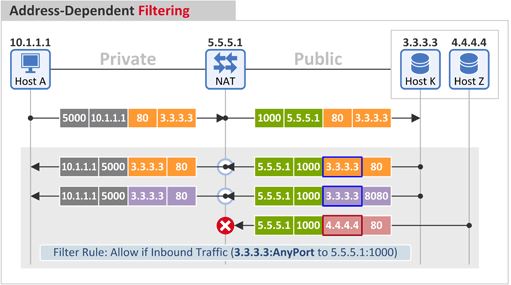 Address-Dependent Filtering
10.1.1.1 5.5.5.1 3.3.3.3 4.4.4.4
Private Public
Host A NAT Host K Host Z
5000 10.1.1.1 80 3.3.3.3 1000 5.5.5.1 80 3.3.3.3
10.1.1.1 5000 3.3.3.3 80 5.5.5.1 1000 3.3.3.3 80
10.1.1.1 5000 3.3.3.3 80 5.5.5.1 1000 3.3.3.3 8080
5.5.5.1 1000 4.4.4.4 80
Filter Rule: Allow if Inbound Traffic (3.3.3.3:AnyPort to 5.5.5.1:1000)